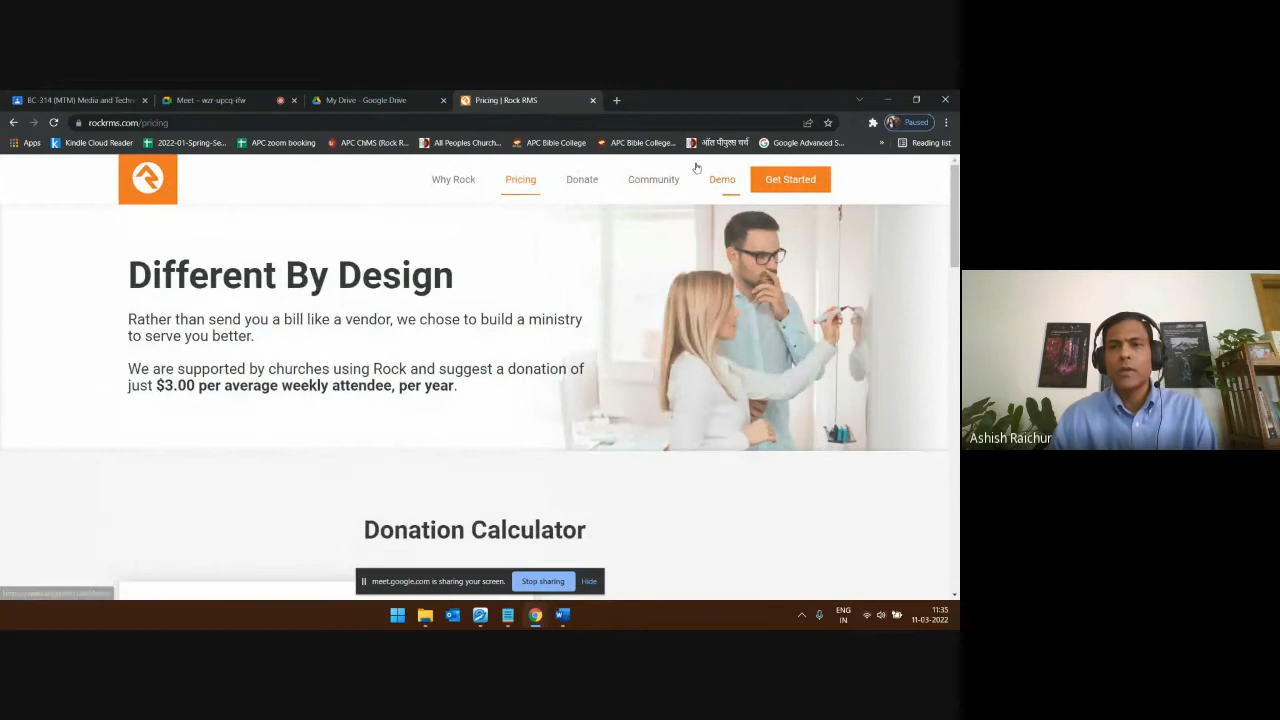 BC-314 (MTM) Media and Techn
Meet – wzr-upcq-ifw
My Drive - Google Drive
Pricing | Rock RMS
rockrms.com/pricing
Paused
Apps
Kindle Cloud Reader
2022-01-Spring-Se...
APC zoom booking
APC ChMS (Rock R...
All Peoples Church...
APC Bible College
APC Bible College...
ऑल पीपुल्स चर्च
Google Advanced S...
»
Reading list
Why Rock
Pricing
Donate
Community
Demo
Get Started
Different By Design
Rather than send you a bill like a vendor, we chose to build a ministry
to serve you better.
We are supported by churches using Rock and suggest a donation of
just $3.00 per average weekly attendee, per year.
Donation Calculator
meet.google.com is sharing your screen.
Stop sharing
Hide
ENG
IN
11:35
11-03-2022
Ashish Raichur